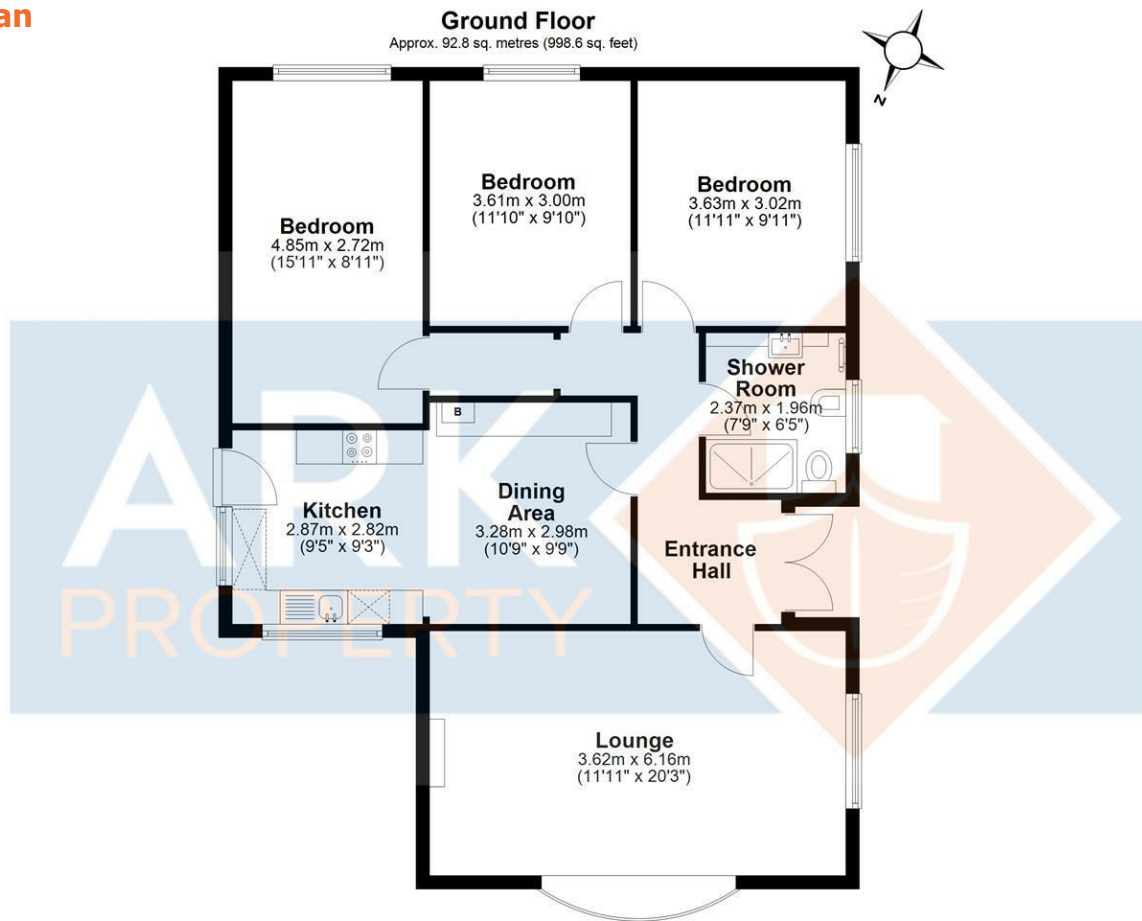 an
Ground Floor
Approx. 92.8 sq. metres (998.6 sq. feet)
N
Bedroom
4.85m x 2.72m
(15'11" x 8'11")
Bedroom
3.61m x 3.00m
(11'10" x 9'10")
Bedroom
3.63m x 3.02m
(11'11" x 9'11")
Shower
Room
2.37m x 1.96m
(7'9" x 6'5")
B
Kitchen
2.87m x 2.82m
(9'5" x 9'3")
Dining
Area
3.28m x 2.98m
(10'9" x 9'9")
Entrance
Hall
Lounge
3.62m x 6.16m
(11'11" x 20'3")
ARK
PROPERTY